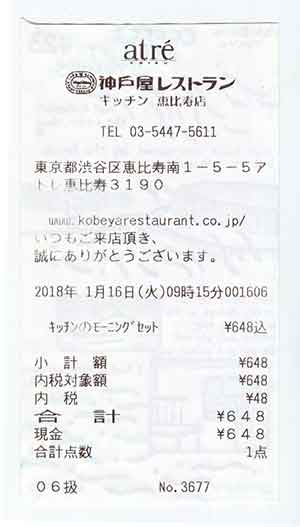 atré
神戸屋レストラン
キッチン 恵比寿店
TEL 03-5447-5611
東京都渋谷区恵比寿南1-5-5ア
トレ恵比寿3190
www.kobeyarestaurant.co.jp/
いつもご来店頂き、
誠にありがとうございます。
2018年 1月16日(火)09時15分001606
キッチンのモーニングセット ¥648込
小計額 ¥648
内税対象額 ¥648
内税 ¥48
合計 ¥648
現金 ¥648
合計点数 1点
06扱 No.3677